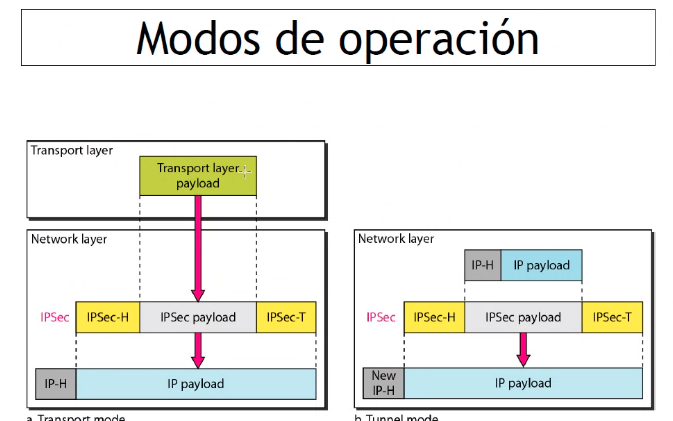 Modos de operación
Transport layer
Transport layer
payload
Network layer
IPSec
IPSec-H
IPSec payload
IPSec-T
IP-H
IP payload
a. Transport mode
Network layer
IP-H
IP payload
IPSec
IPSec-H
IPSec payload
IPSec-T
New
IP-H
IP payload
b. Tunnel mode